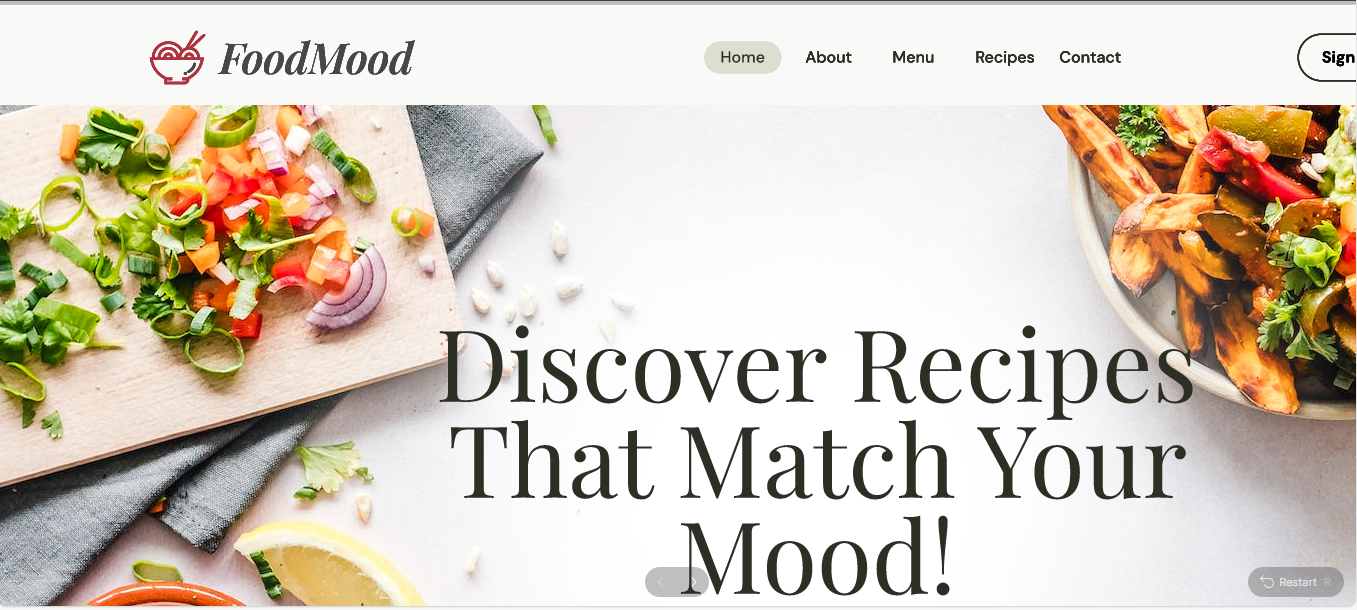 FoodMood
Home About Menu Recipes Contact Sign
Discover Recipes
That Match Your
Mood!
Restart R